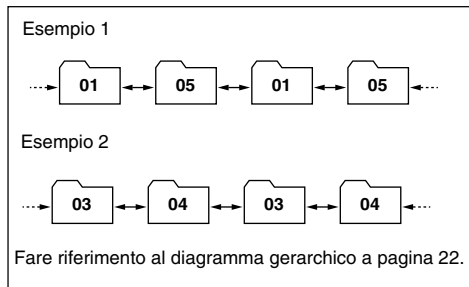 Esempio 1
01 05 01 05
Esempio 2
03 04 03 04
Fare riferimento al diagramma gerarchico a pagina 22.